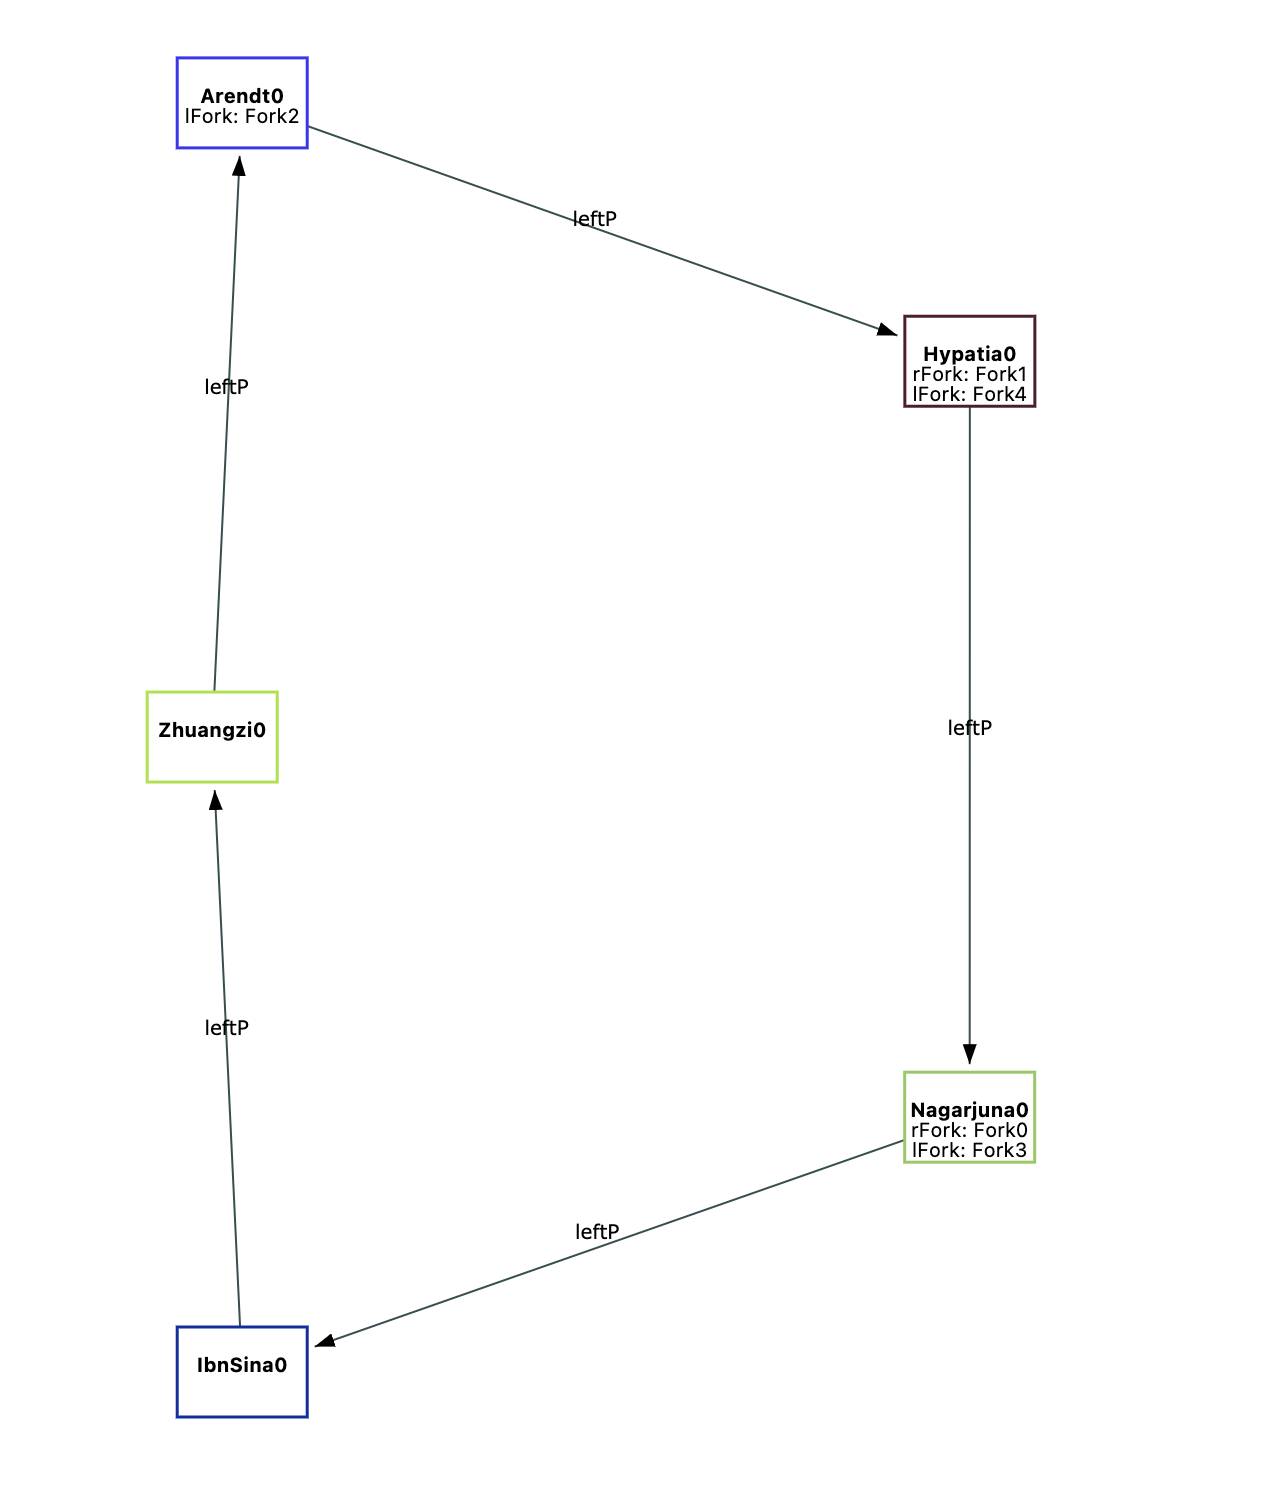 Arendt0
lFork: Fork2
leftP
Hypatia0
rFork: Fork1
lFork: Fork4
leftP
leftP
Zhuangzi0
Nagarjuna0
rFork: Fork0
lFork: Fork3
leftP
leftP
IbnSina0